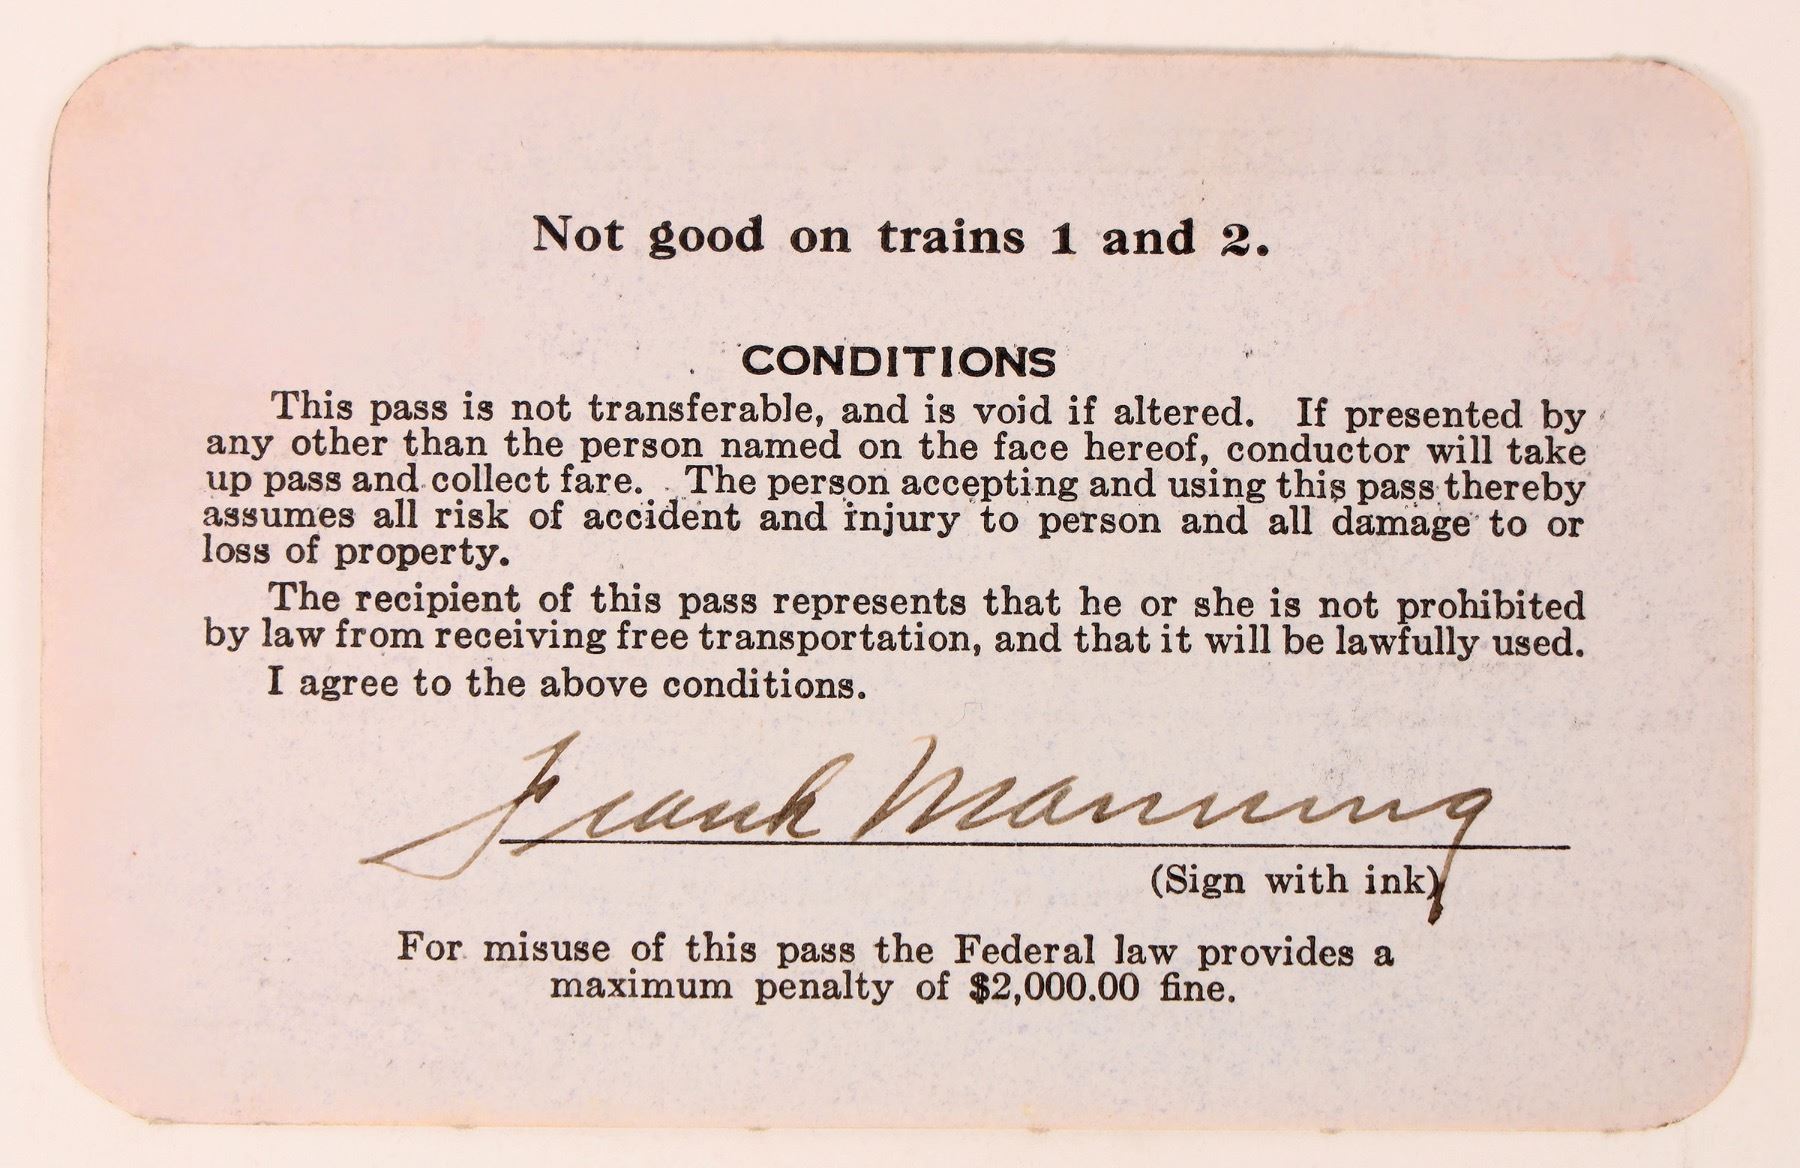 Not good on trains 1 and 2.
CONDITIONS
This pass is not transferable, and is void if altered. If presented by
any other than the person named on the face hereof, conductor will take
up pass and collect fare. The person accepting and using this pass thereby
assumes all risk of accident and injury to person and all damage to or
loss of property.
The recipient of this pass represents that he or she is not prohibited
by law from receiving free transportation, and that it will be lawfully used.
I agree to the above conditions.
Frank Manning
(Sign with ink)
For misuse of this pass the Federal law provides a
maximum penalty of $2,000.00 fine.